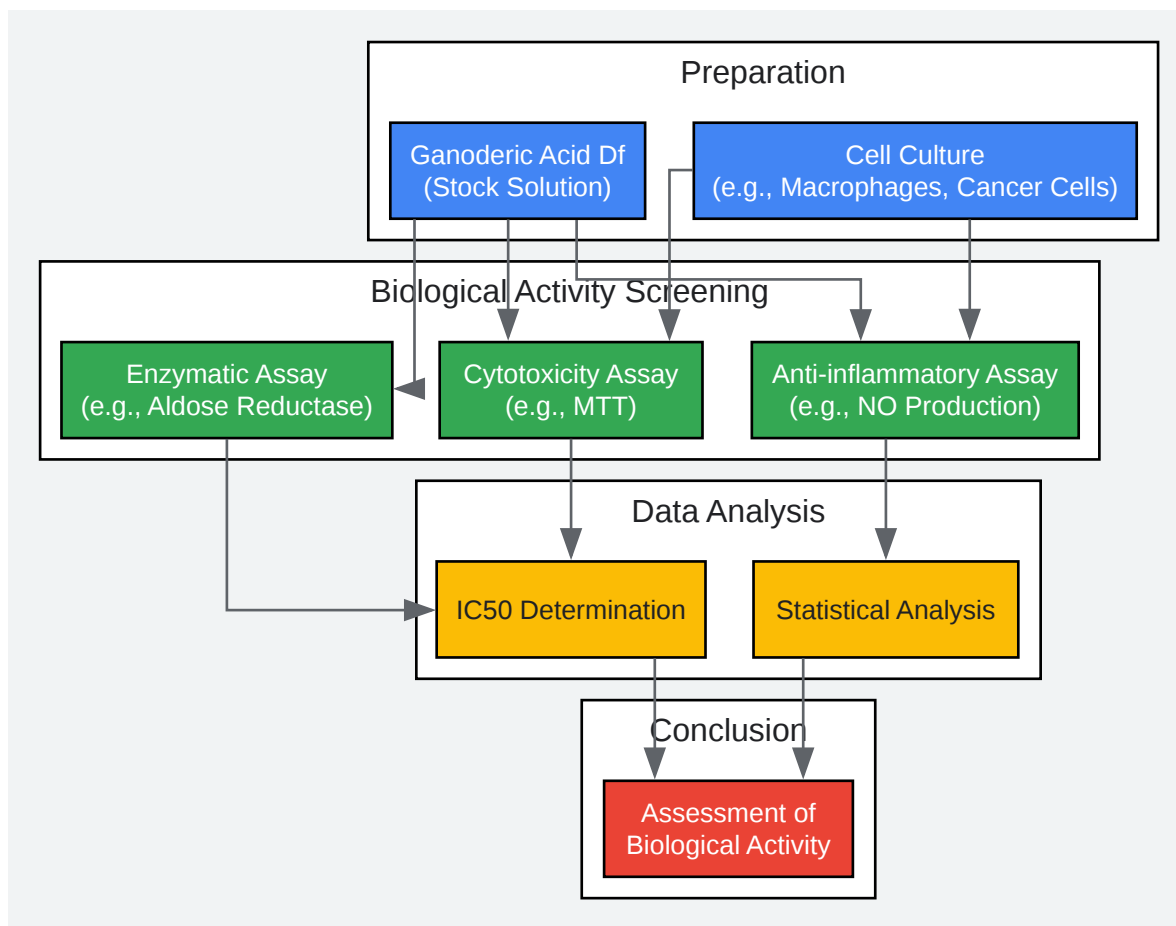 Preparation
Ganoderic Acid Df
(Stock Solution)
Cell Culture
(e.g., Macrophages, Cancer Cells)
Biological Activity Screening
Enzymatic Assay
(e.g., Aldose Reductase)
Cytotoxicity Assay
(e.g., MTT)
Anti-inflammatory Assay
(e.g., NO Production)
Data Analysis
IC50 Determination
Statistical Analysis
Conclusion
Assessment of
Biological Activity